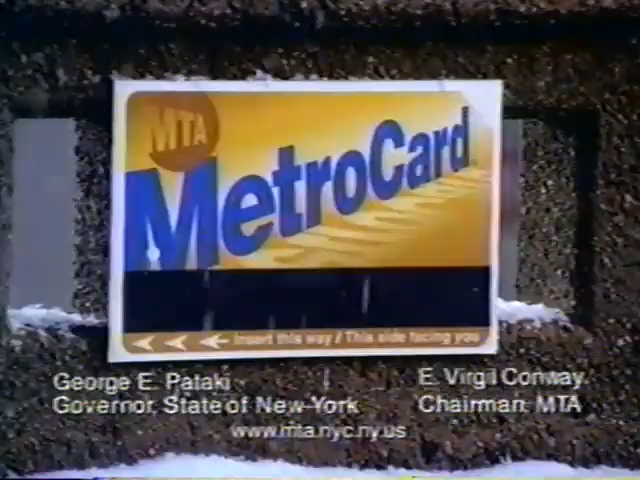 MTA
MetroCard
Insert this way / This side facing you
George E. Pataki
Governor, State of New York
E. Virgil Conway
Chairman, MTA
www.mta.nyc.ny.us